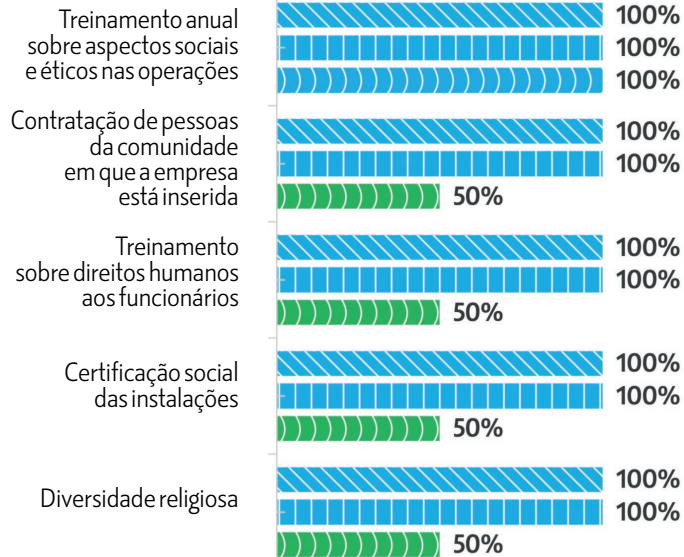 Treinamento anual
sobre aspectos sociais
e éticos nas operações
100%
100%
100%
Contratação de pessoas
da comunidade
em que a empresa
está inserida
100%
100%
50%
Treinamento
sobre direitos humanos
aos funcionários
100%
100%
50%
Certificação social
das instalações
100%
100%
50%
Diversidade religiosa
100%
100%
50%